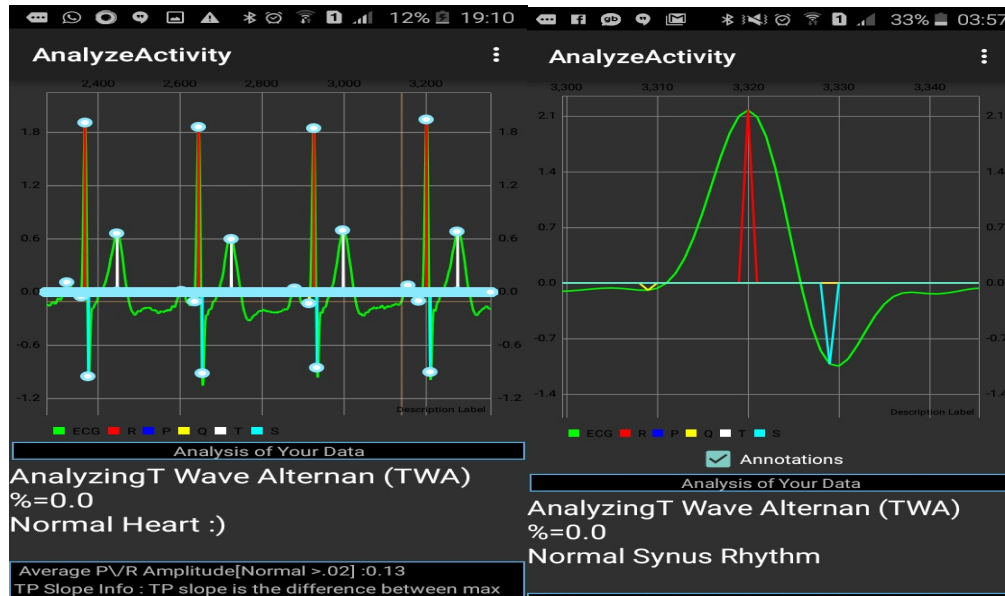 12% 19:10
AnalyzeActivity
2,400 2,600 2,800 3,000 3,200
1.8 1.8
1.2 1.2
0.6 0.6
0.0 0.0
-0.6 -0.6
-1.2 -1.2
Description Label
ECG R P Q T S
Analysis of Your Data
AnalyzingT Wave Alternan (TWA)
%=0.0
Normal Heart :)
Average P\/R Amplitude[Normal >.02] :0.13
TP Slope Info : TP slope is the difference between max
33% 03:57
AnalyzeActivity
3,300 3,310 3,320 3,330 3,340
2.1 2.1
1.4 1.4
0.7 0.7
0.0 0.0
-0.7 -0.7
-1.4 -1.4
Description Label
ECG R P Q T S
Annotations
Analysis of Your Data
AnalyzingT Wave Alternan (TWA)
%=0.0
Normal Synus Rhythm